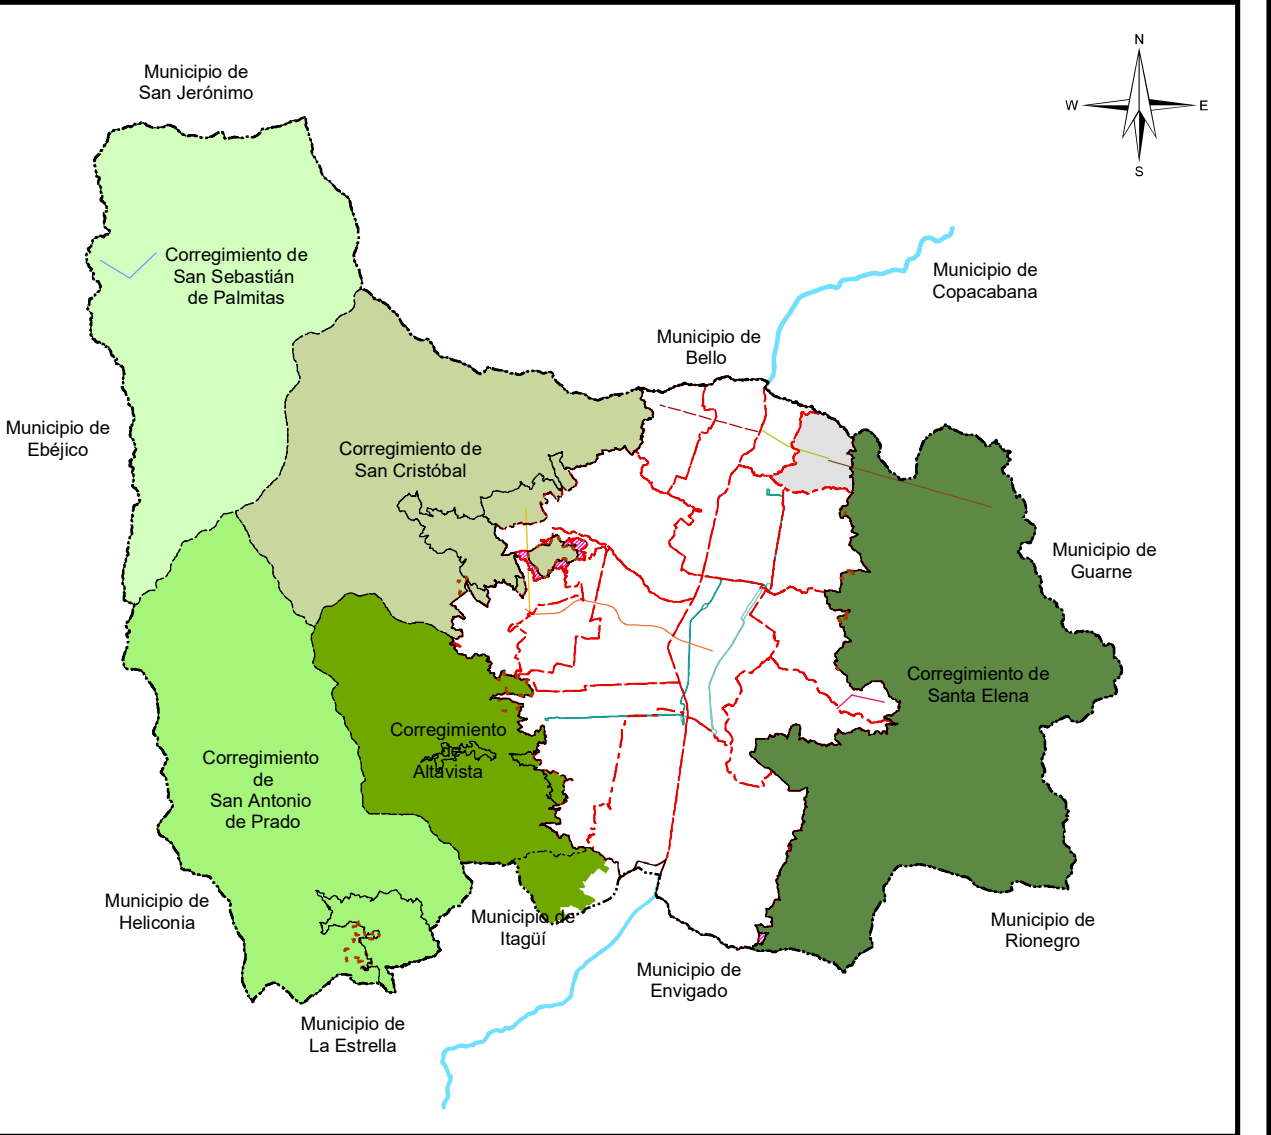 N
W
E
S
Municipio de
San Jerónimo
Corregimiento de
San Sebastián
de Palmitas
Municipio de
Copacabana
Municipio de
Bello
Municipio de
Ebéjico
Corregimiento de
San Cristóbal
Municipio de
Guarne
Corregimiento de
Santa Elena
Corregimiento
de
Altavista
Corregimiento
de
San Antonio
de Prado
Municipio de
Heliconia
Municipio de
Itagüí
Municipio de
Rionegro
Municipio de
Envigado
Municipio de
La Estrella